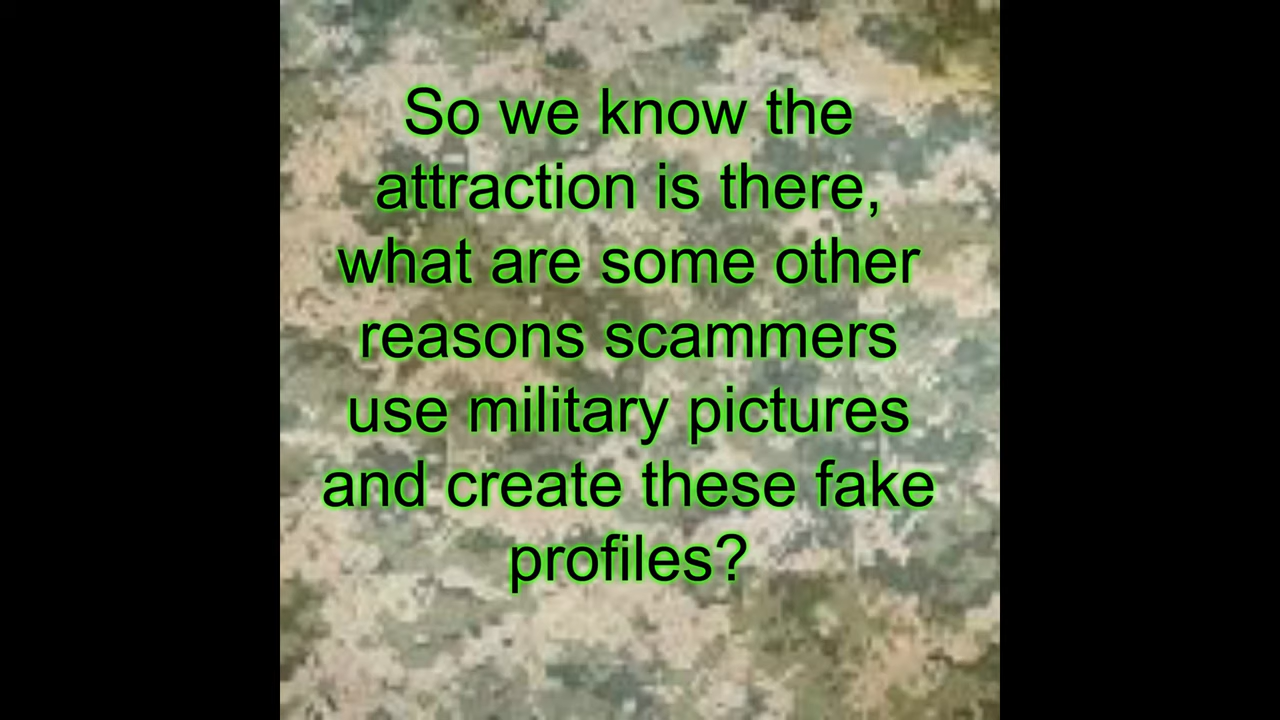 So we know the
attraction is there,
what are some other
reasons scammers
use military pictures
and create these fake
profiles?